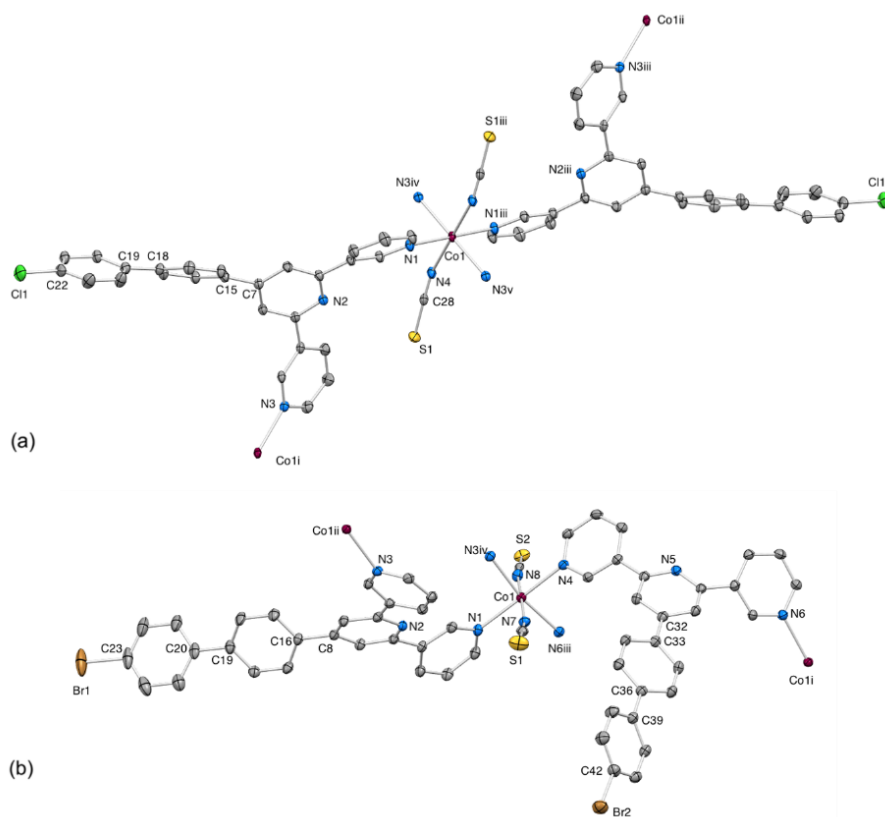 Co1ii
N3iii
S1iii
N2iii
N3iv
N1iii
Cl1
N1
Co1
C19
C18
N4
C15
C7
N2
C28
N3v
Cl1
C22
S1
N3
(a)
Co1i
Co1ii
S2
N3iv
N5
N3
N8
N4
Co1
N1
N6
N2
N7
C32
C23
C20
C16
S1
N6iii
C33
C19
C8
Br1
Co1i
C36
C39
(b)
C42
Br2